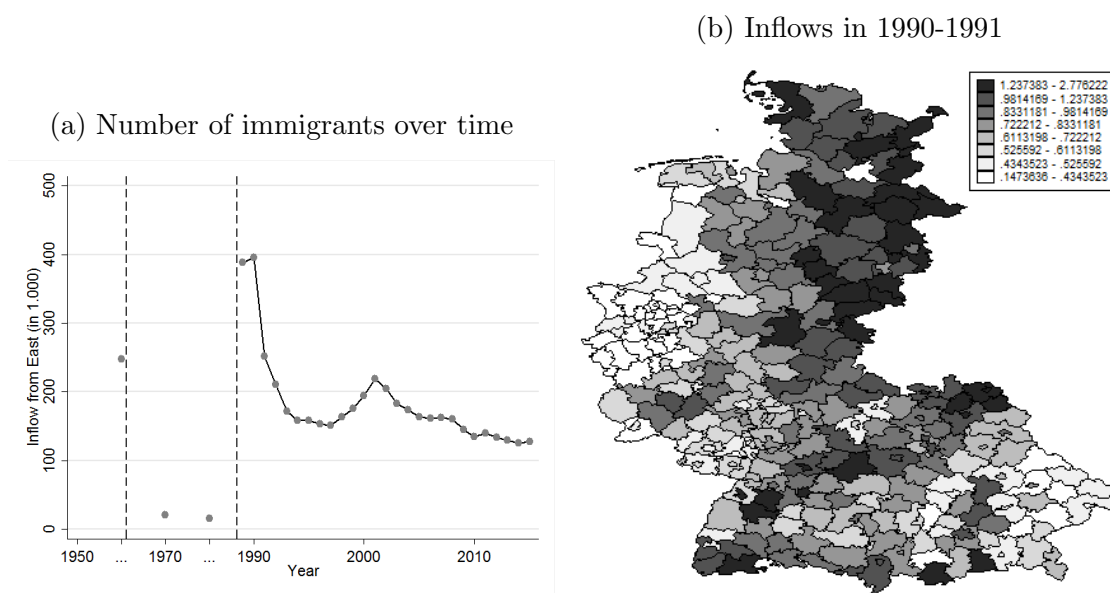 (a) Number of immigrants over time
500
400
300
200
100
0
Inflow from East (in 1.000)
1950 ... 1970 ... 1990 2000 2010
Year
(b) Inflows in 1990-1991
1.237383 - 2.776222
.9814169 - 1.237383
.8331181 - .9814169
.722212 - .8331181
.6113198 - .722212
.525592 - .6113198
.4343523 - .525592
.1473636 - .4343523